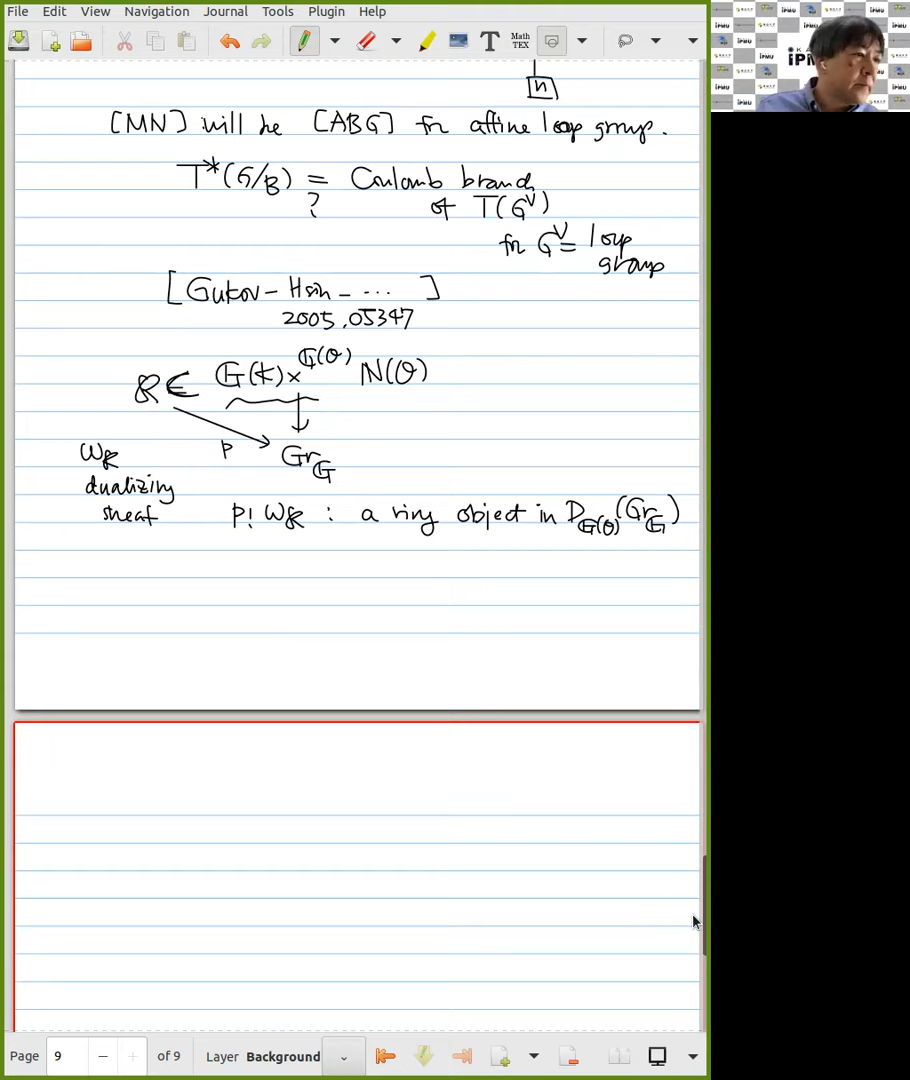 File Edit View Navigation Journal Tools Plugin Help
Math TEX
n
[MN] will be [ABG] for affine loop group.
T*(G/B) = Coulomb branch
? of T(G^∨)
for G^∨ = loop
group
[Gukov - Hsin - ... ]
2005.05347
R ⊂ G(K) ×^{G(O)} N(O)
P
Gr_G
ω_R
dualizing
sheaf
P! ω_R : a ring object in D_{G(O)}(Gr_G)
Page 9 of 9 Layer Background